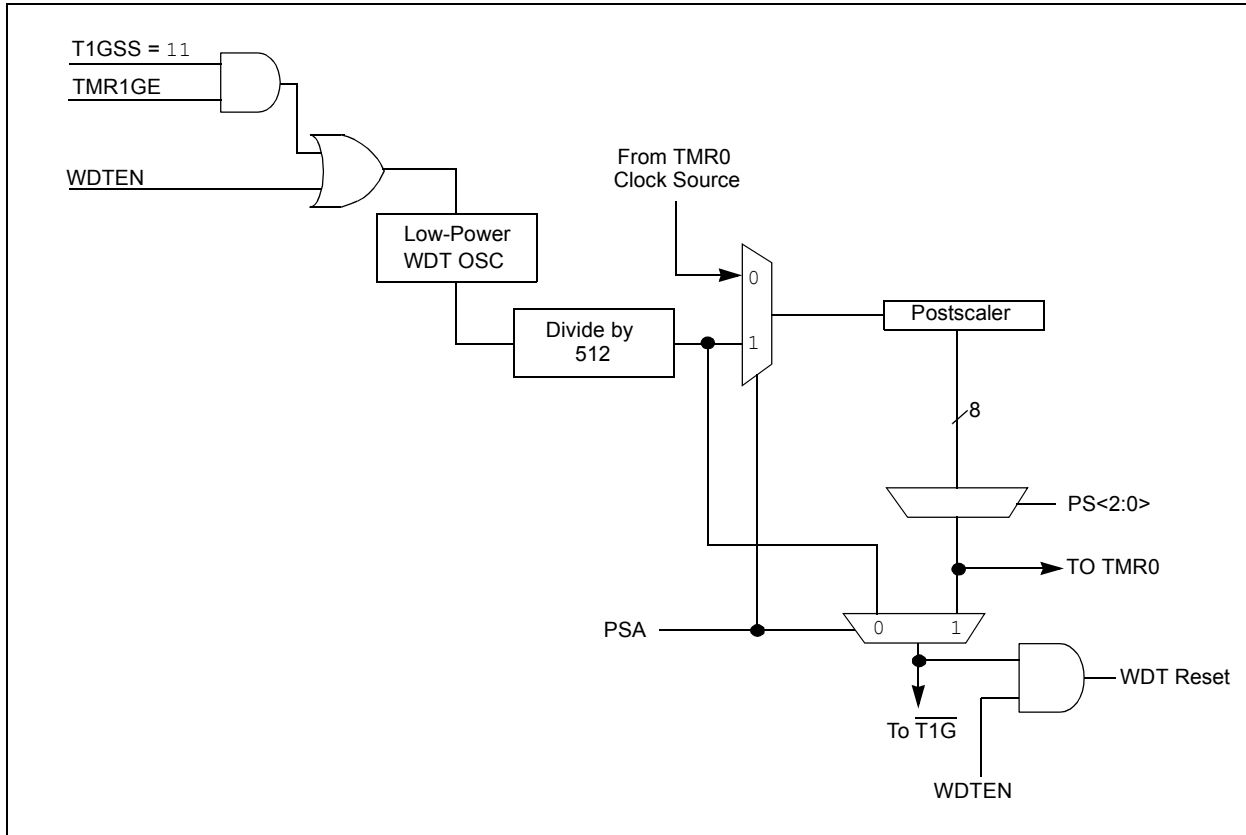 T1GSS = 11
TMR1GE
WDTEN
From TMR0
Clock Source
Low-Power
WDT OSC
0
1
Divide by
512
Postscaler
8
PS<2:0>
TO TMR0
PSA
0
1
WDT Reset
To T̅1̅G̅
WDTEN